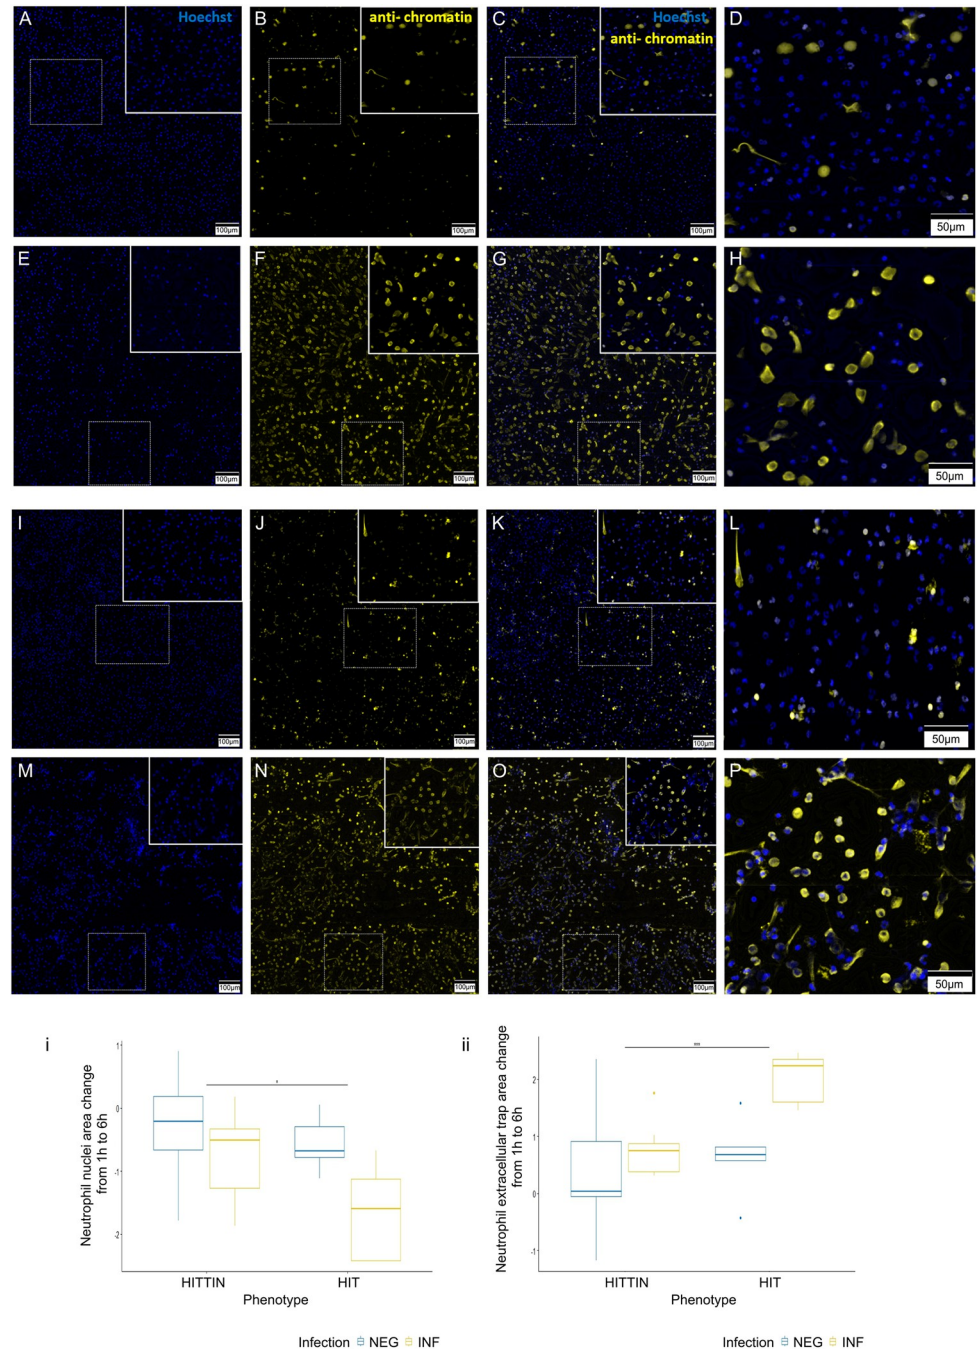 A Hoechst B anti- chromatin C Hoechst D
anti- chromatin
100µm 100µm 100µm 50µm
E F G H
100µm 100µm 100µm 50µm
I J K L
100µm 100µm 100µm 50µm
M N O P
100µm 100µm 100µm 50µm
i
Neutrophil nuclei area change
from 1h to 6h
1
0
-1
-2
HITTIN HIT
Phenotype
Infection NEG INF
ii
Neutrophil extracellular trap area change
from 1h to 6h
2
1
0
-1
HITTIN HIT
Phenotype
Infection NEG INF